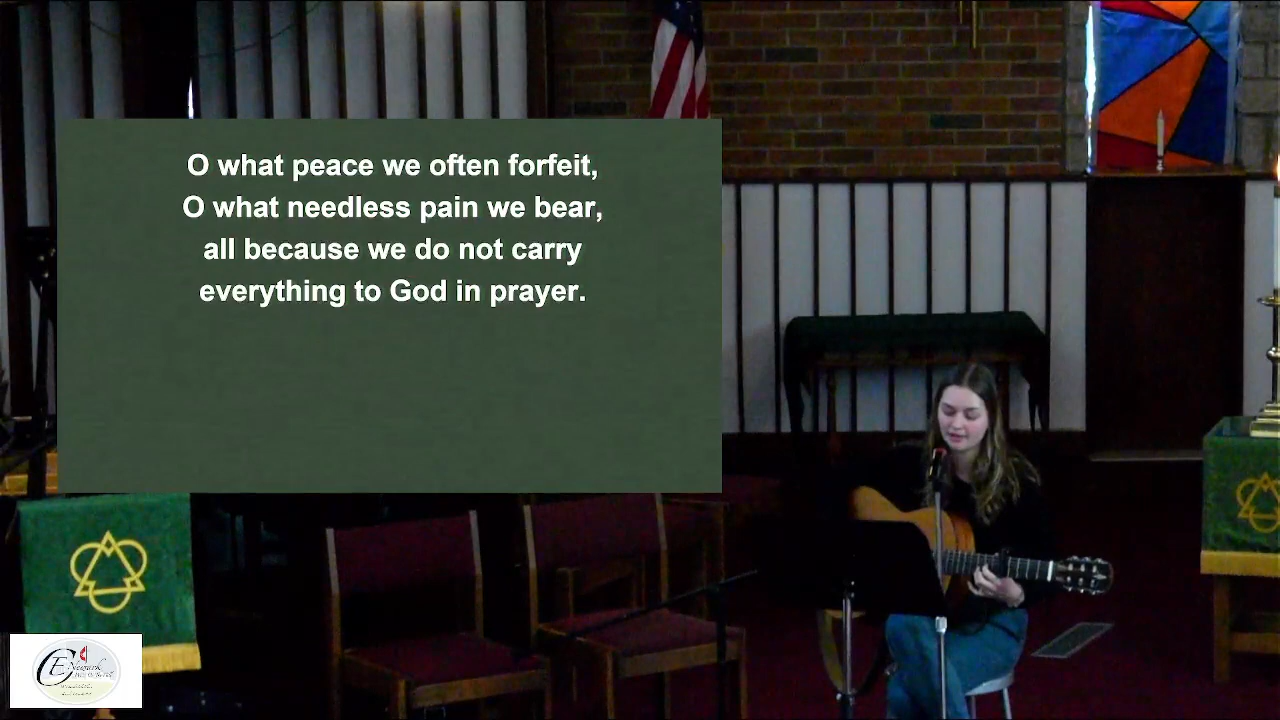 O what peace we often forfeit,
O what needless pain we bear,
all because we do not carry
everything to God in prayer.
Newark